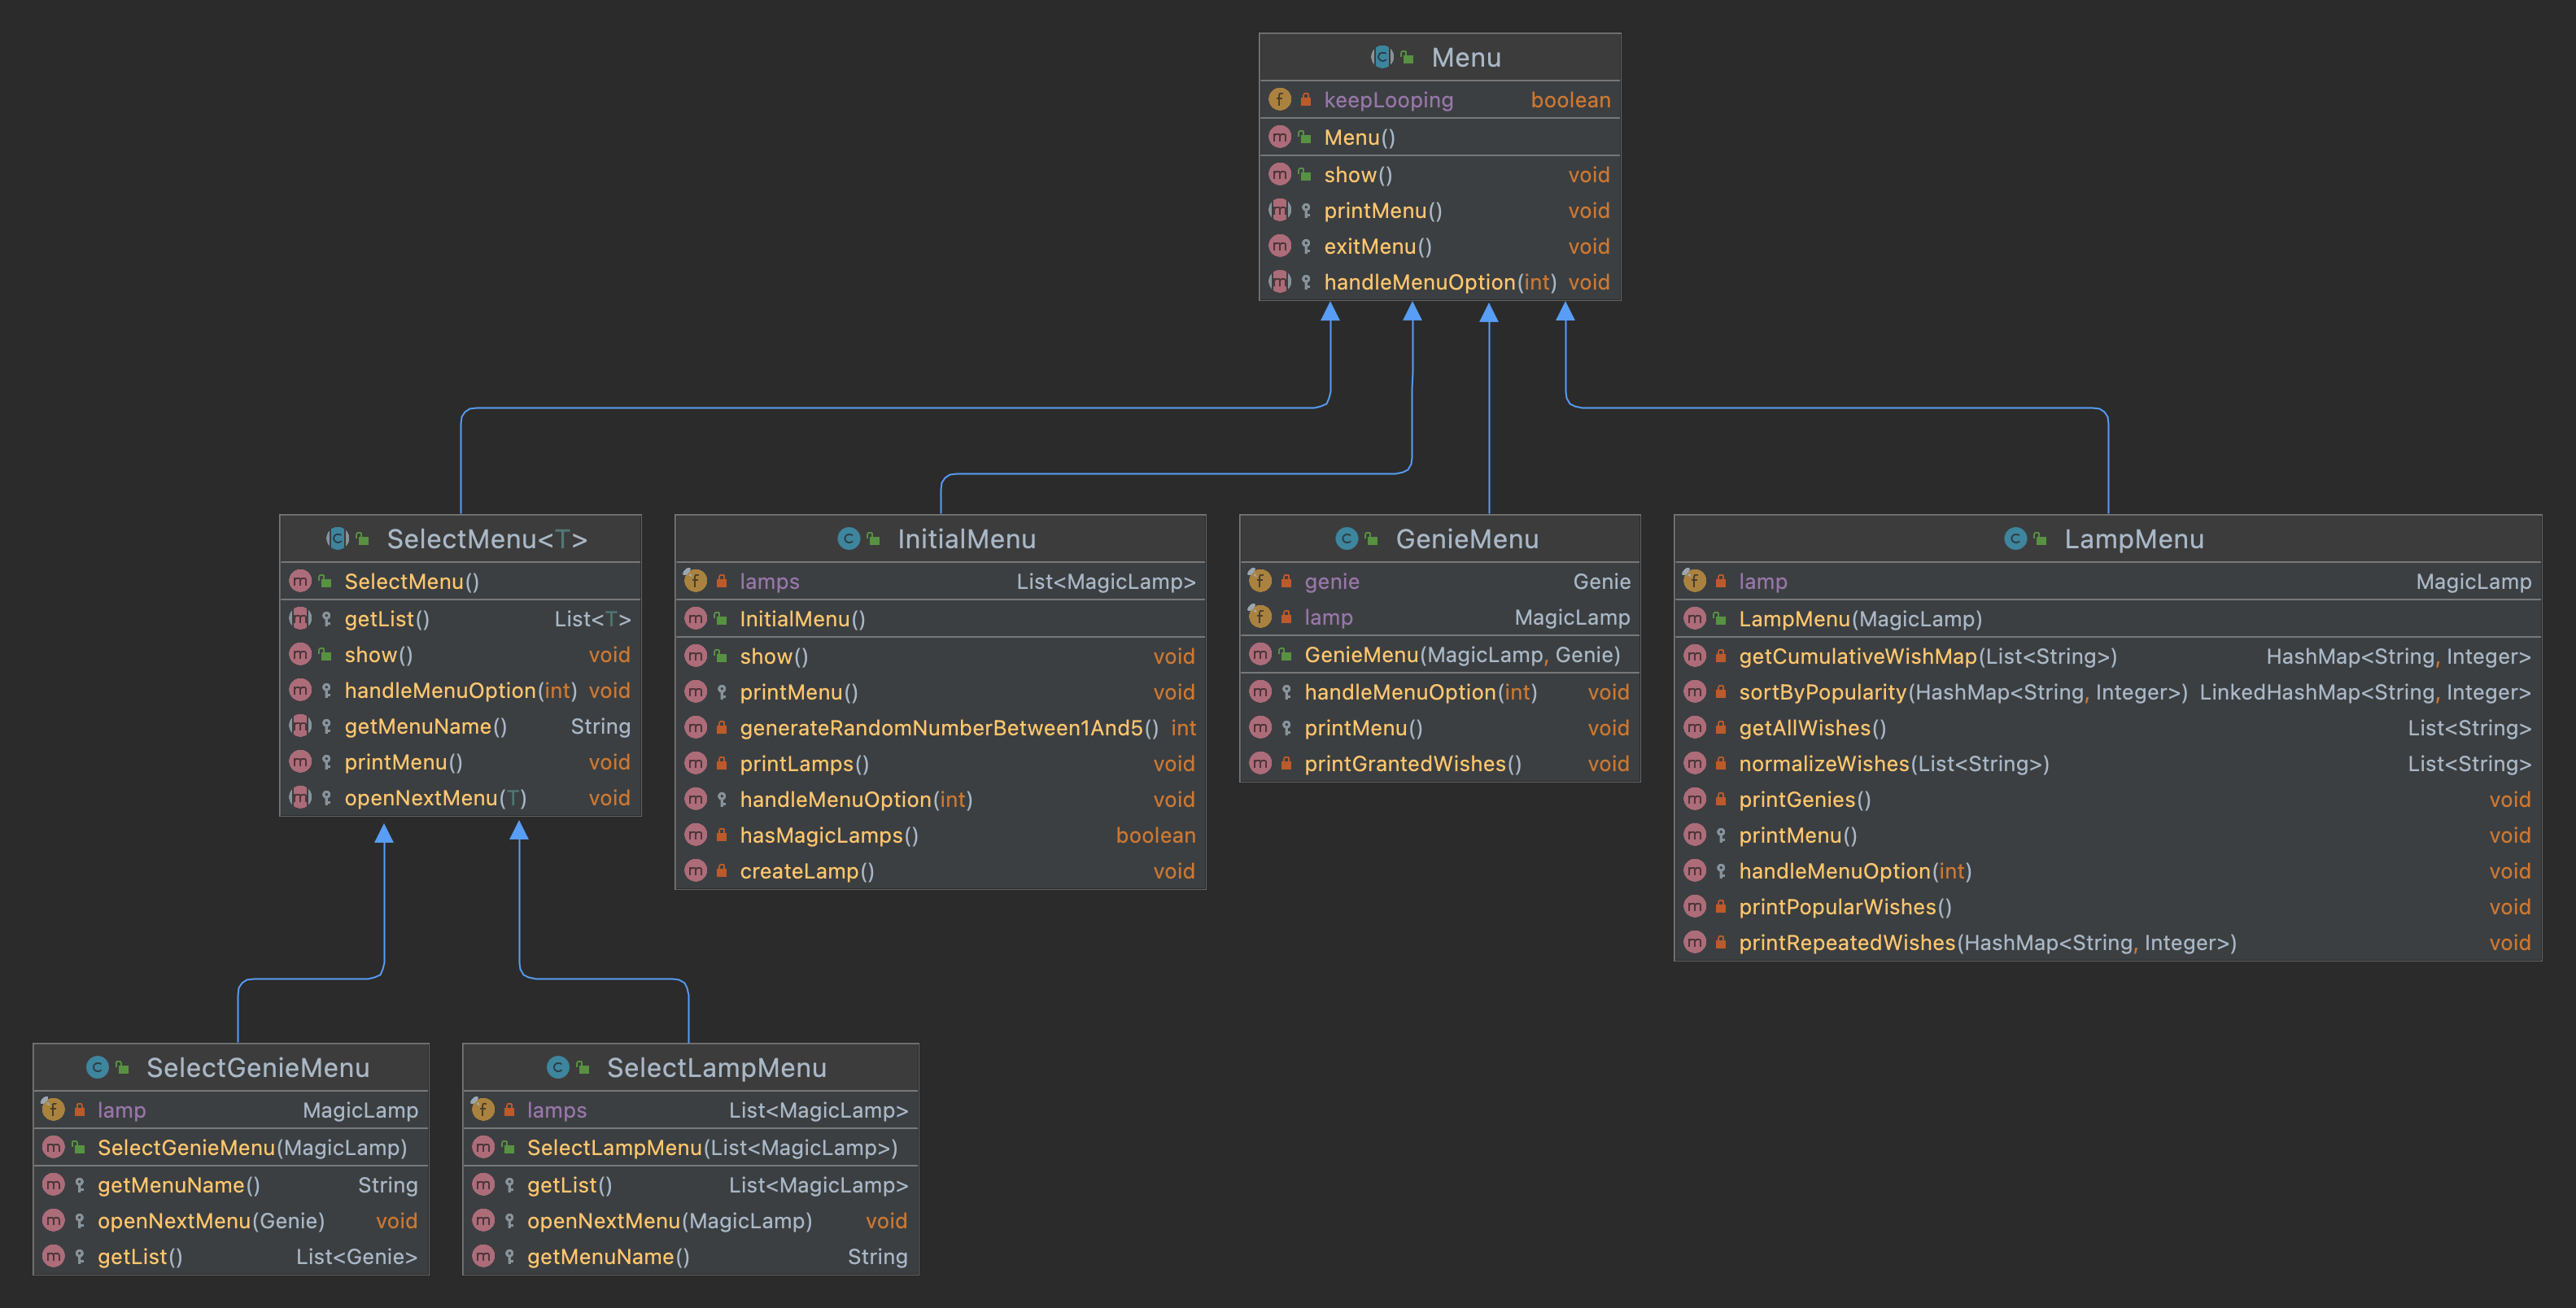 Menu
keepLooping boolean
Menu()
show() void
printMenu() void
exitMenu() void
handleMenuOption(int) void
SelectMenu<T>
SelectMenu()
getList() List<T>
show() void
handleMenuOption(int) void
getMenuName() String
printMenu() void
openNextMenu(T) void
InitialMenu
lamps List<MagicLamp>
InitialMenu()
show() void
printMenu() void
generateRandomNumberBetween1And5() int
printLamps() void
handleMenuOption(int) void
hasMagicLamps() boolean
createLamp() void
GenieMenu
genie Genie
lamp MagicLamp
GenieMenu(MagicLamp, Genie)
handleMenuOption(int) void
printMenu() void
printGrantedWishes() void
LampMenu
lamp MagicLamp
LampMenu(MagicLamp)
getCumulativeWishMap(List<String>) HashMap<String, Integer>
sortByPopularity(HashMap<String, Integer>) LinkedHashMap<String, Integer>
getAllWishes() List<String>
normalizeWishes(List<String>) List<String>
printGenies() void
printMenu() void
handleMenuOption(int) void
printPopularWishes() void
printRepeatedWishes(HashMap<String, Integer>) void
SelectGenieMenu
lamp MagicLamp
SelectGenieMenu(MagicLamp)
getMenuName() String
openNextMenu(Genie) void
getList() List<Genie>
SelectLampMenu
lamps List<MagicLamp>
SelectLampMenu(List<MagicLamp>)
getList() List<MagicLamp>
openNextMenu(MagicLamp) void
getMenuName() String